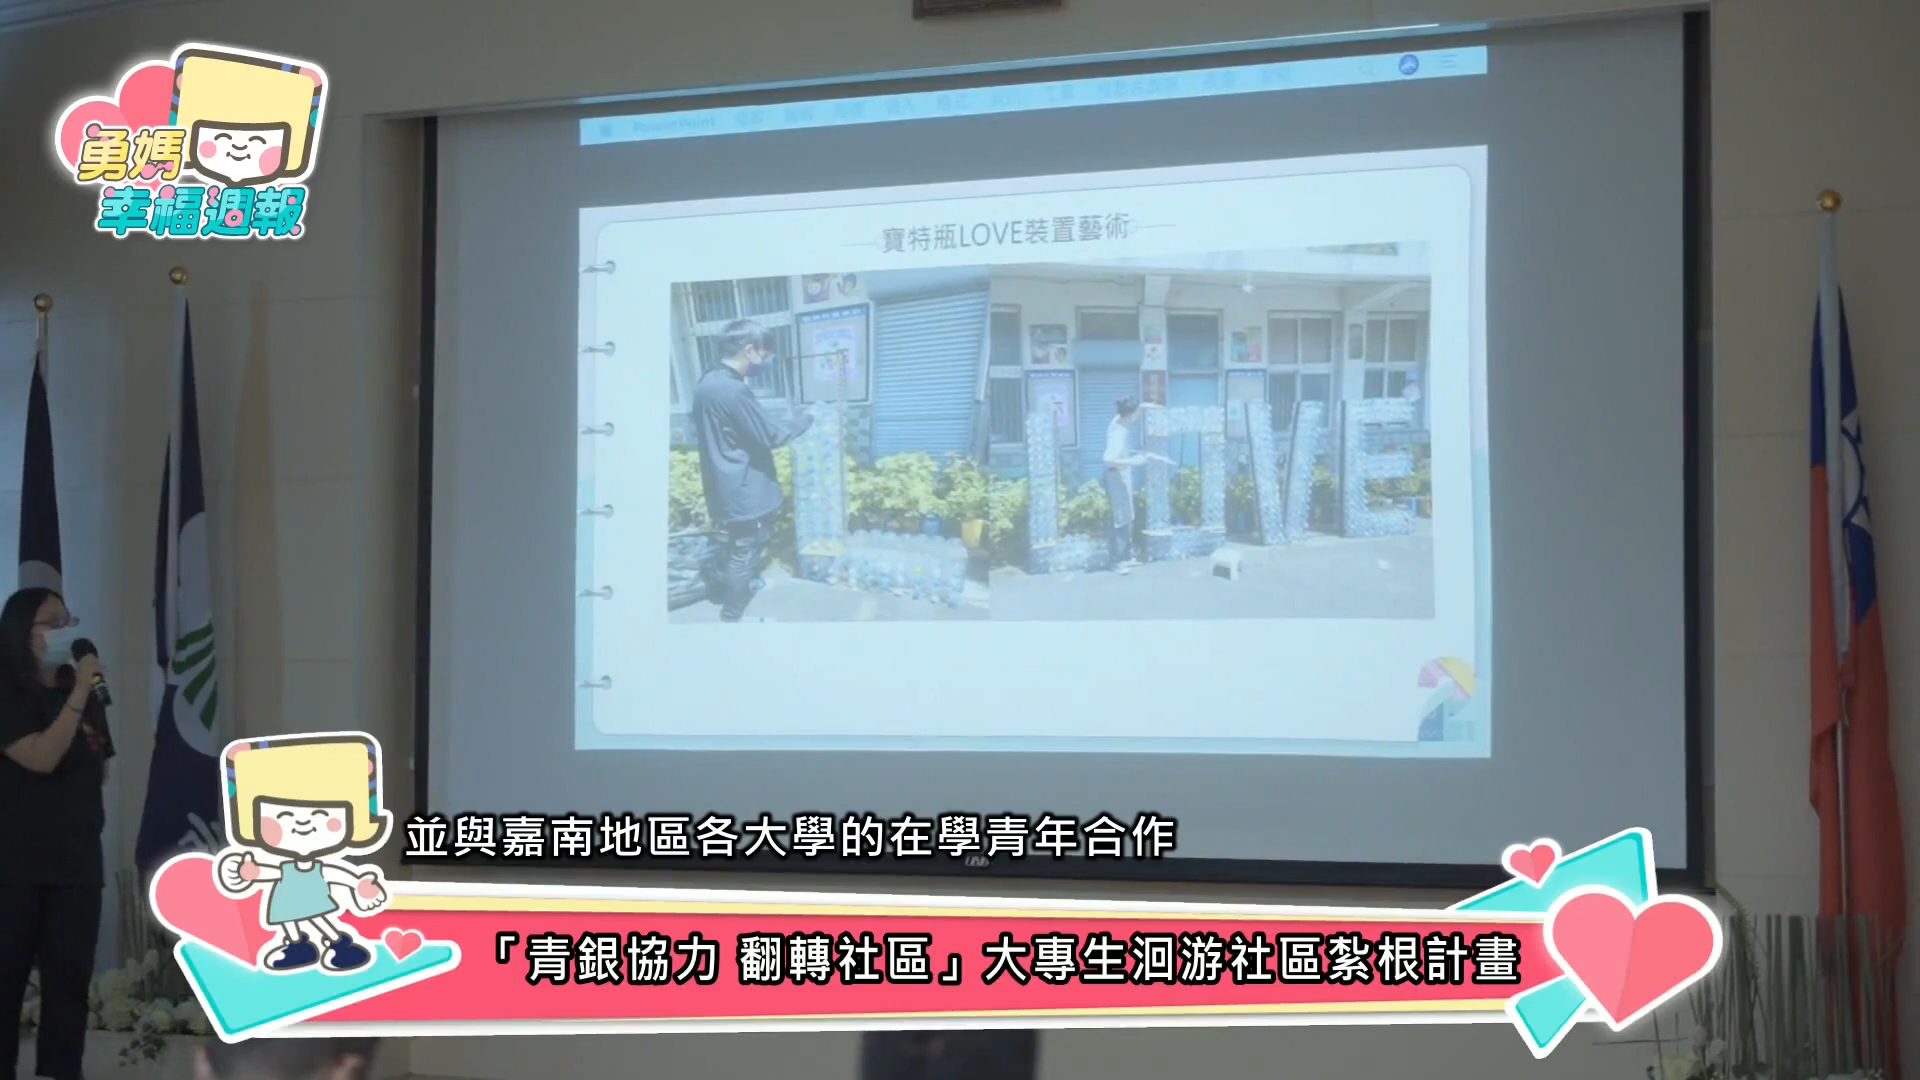 勇媽
幸福週報
PowerPoint
寶特瓶LOVE裝置藝術
LOVE
並與嘉南地區各大學的在學青年合作
「青銀協力 翻轉社區」大專生洄游社區紮根計畫